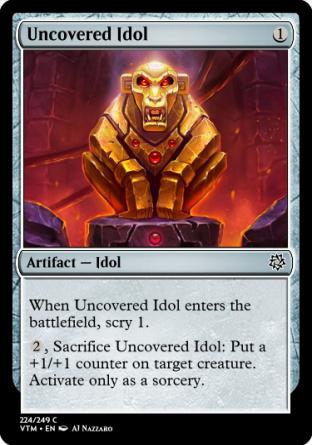 Uncovered Idol 1
Artifact — Idol
When Uncovered Idol enters the
battlefield, scry 1.
2, Sacrifice Uncovered Idol: Put a
+1/+1 counter on target creature.
Activate only as a sorcery.
224/249 C
VTM • EN AJ Nazzaro